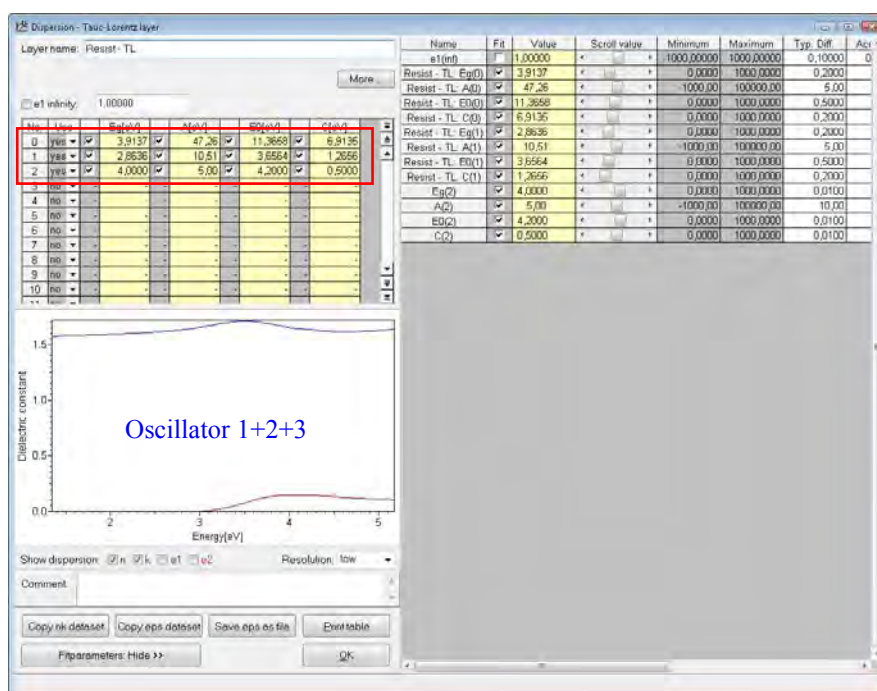 Dispersion - Tauc-Lorentz layer
Layer name: Resist - TL
More...
e1 infinity: 1.00000
No. Use Eg[eV] A[eV] E0[eV] C[eV]
0 yes 3,9137 47,26 11,3658 6,9135
1 yes 2,8636 10,51 3,6564 1,2656
2 yes 4,0000 5,00 4,2000 0,5000
3 no - - - -
4 no - - - -
5 no - - - -
6 no - - - -
7 no - - - -
8 no - - - -
9 no - - - -
10 no - - - -
Name Fit Value Scroll value Minimum Maximum Typ. Diff.
e1(inf) 1,00000 -1000,00000 1000,00000 0,10000
Resist - TL: Eg(0) 3,9137 0,0000 1000,0000 0,2000
Resist - TL: A(0) 47,26 -1000,00 100000,00 5,00
Resist - TL: E0(0) 11,3658 0,0000 1000,0000 0,5000
Resist - TL: C(0) 6,9135 0,0000 1000,0000 0,2000
Resist - TL: Eg(1) 2,8636 0,0000 1000,0000 0,2000
Resist - TL: A(1) 10,51 -1000,00 100000,00 5,00
Resist - TL: E0(1) 3,6564 0,0000 1000,0000 0,5000
Resist - TL: C(1) 1,2656 0,0000 1000,0000 0,2000
Eg(2) 4,0000 0,0000 1000,0000 0,0100
A(2) 5,00 -1000,00 100000,00 10,00
E0(2) 4,2000 0,0000 1000,0000 0,0100
C(2) 0,5000 0,0000 1000,0000 0,0100
Dielectric constant
1.5
1.0
0.5
0.0
Oscillator 1+2+3
2 3 4 5
Energy[eV]
Show dispersion: n k e1 e2 Resolution: low
Comment:
Copy nk dataset Copy eps dataset Save eps as file Print table
Fitparameters: Hide >> OK